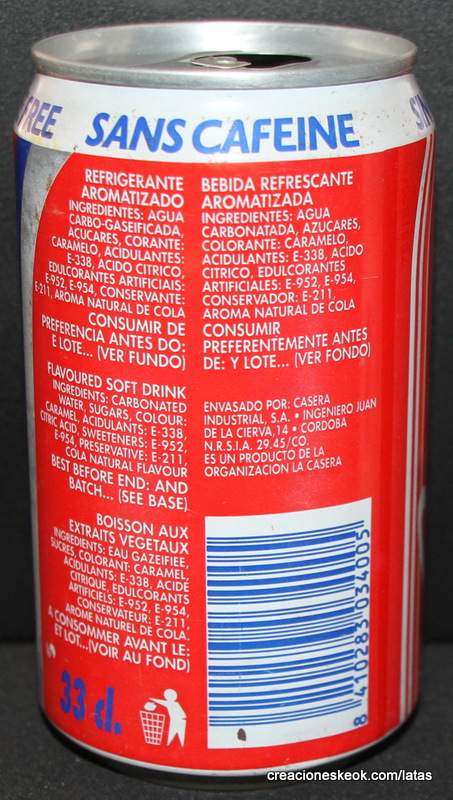 FREE
SANS CAFEINE
REFRIGERANTE
AROMATIZADO
INGREDIENTES: AGUA
CARBO-GASEIFICADA,
AÇUCARES, CORANTE:
CARAMELO, ACIDULANTES:
E-338, ACIDO CITRICO,
EDULCORANTES ARTIFICIAIS:
E-952, E-954, CONSERVANTE:
E-211, AROMA NATURAL DE COLA
CONSUMIR DE
PREFERENCIA ANTES DO:
E LOTE... (VER FUNDO)
FLAVOURED SOFT DRINK
INGREDIENTS: CARBONATED
WATER, SUGARS, COLOUR:
CARAMEL, ACIDULANTS: E-338,
CITRIC ACID, SWEETENERS: E-952,
E-954, PRESERVATIVE: E-211,
COLA NATURAL FLAVOUR
BEST BEFORE END: AND
BATCH... (SEE BASE)
BOISSON AUX
EXTRAITS VEGETAUX
INGREDIENTS: EAU GAZEIFIEE,
SUCRES, COLORANT: CARAMEL,
ACIDULANTS: E-338, ACIDE
CITRIQUE, EDULCORANTS
ARTIFICIELS: E-952, E-954,
CONSERVATEUR: E-211,
AROME NATUREL DE COLA.
A CONSOMMER AVANT LE:
ET LOT...(VOIR AU FOND)
33 cl.
BEBIDA REFRESCANTE
AROMATIZADA
INGREDIENTES: AGUA
CARBONATADA, AZUCARES,
COLORANTE: CARAMELO,
ACIDULANTES: E-338, ACIDO
CITRICO, EDULCORANTES
ARTIFICIALES: E-952, E-954,
CONSERVADOR: E-211,
AROMA NATURAL DE COLA
CONSUMIR
PREFERENTEMENTE ANTES
DE: Y LOTE... (VER FONDO)
ENVASADO POR: CASERA
INDUSTRIAL, S.A. • INGENIERO JUAN
DE LA CIERVA, 14 • CORDOBA
N.R.S.I.A. 29.45/CO.
ES UN PRODUCTO DE LA
ORGANIZACION LA CASERA
8 410283 034005
creacioneskeok.com/latas